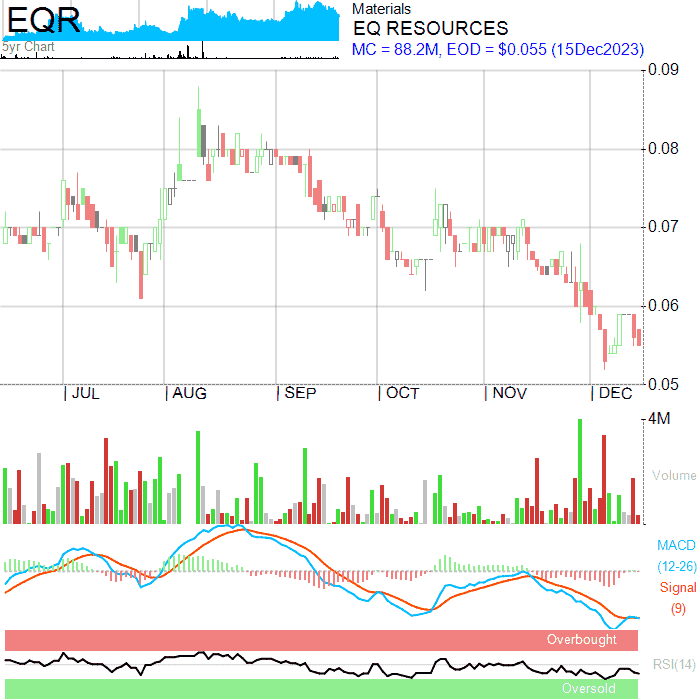 EQR
5yr Chart
Materials
EQ RESOURCES
MC = 88.2M, EOD = $0.055 (15Dec2023)
0.09
0.08
0.07
0.06
0.05
| JUL | AUG | SEP | OCT | NOV | DEC
4M
Volume
MACD
(12-26)
Signal
(9)
Overbought
RSI(14)
Oversold